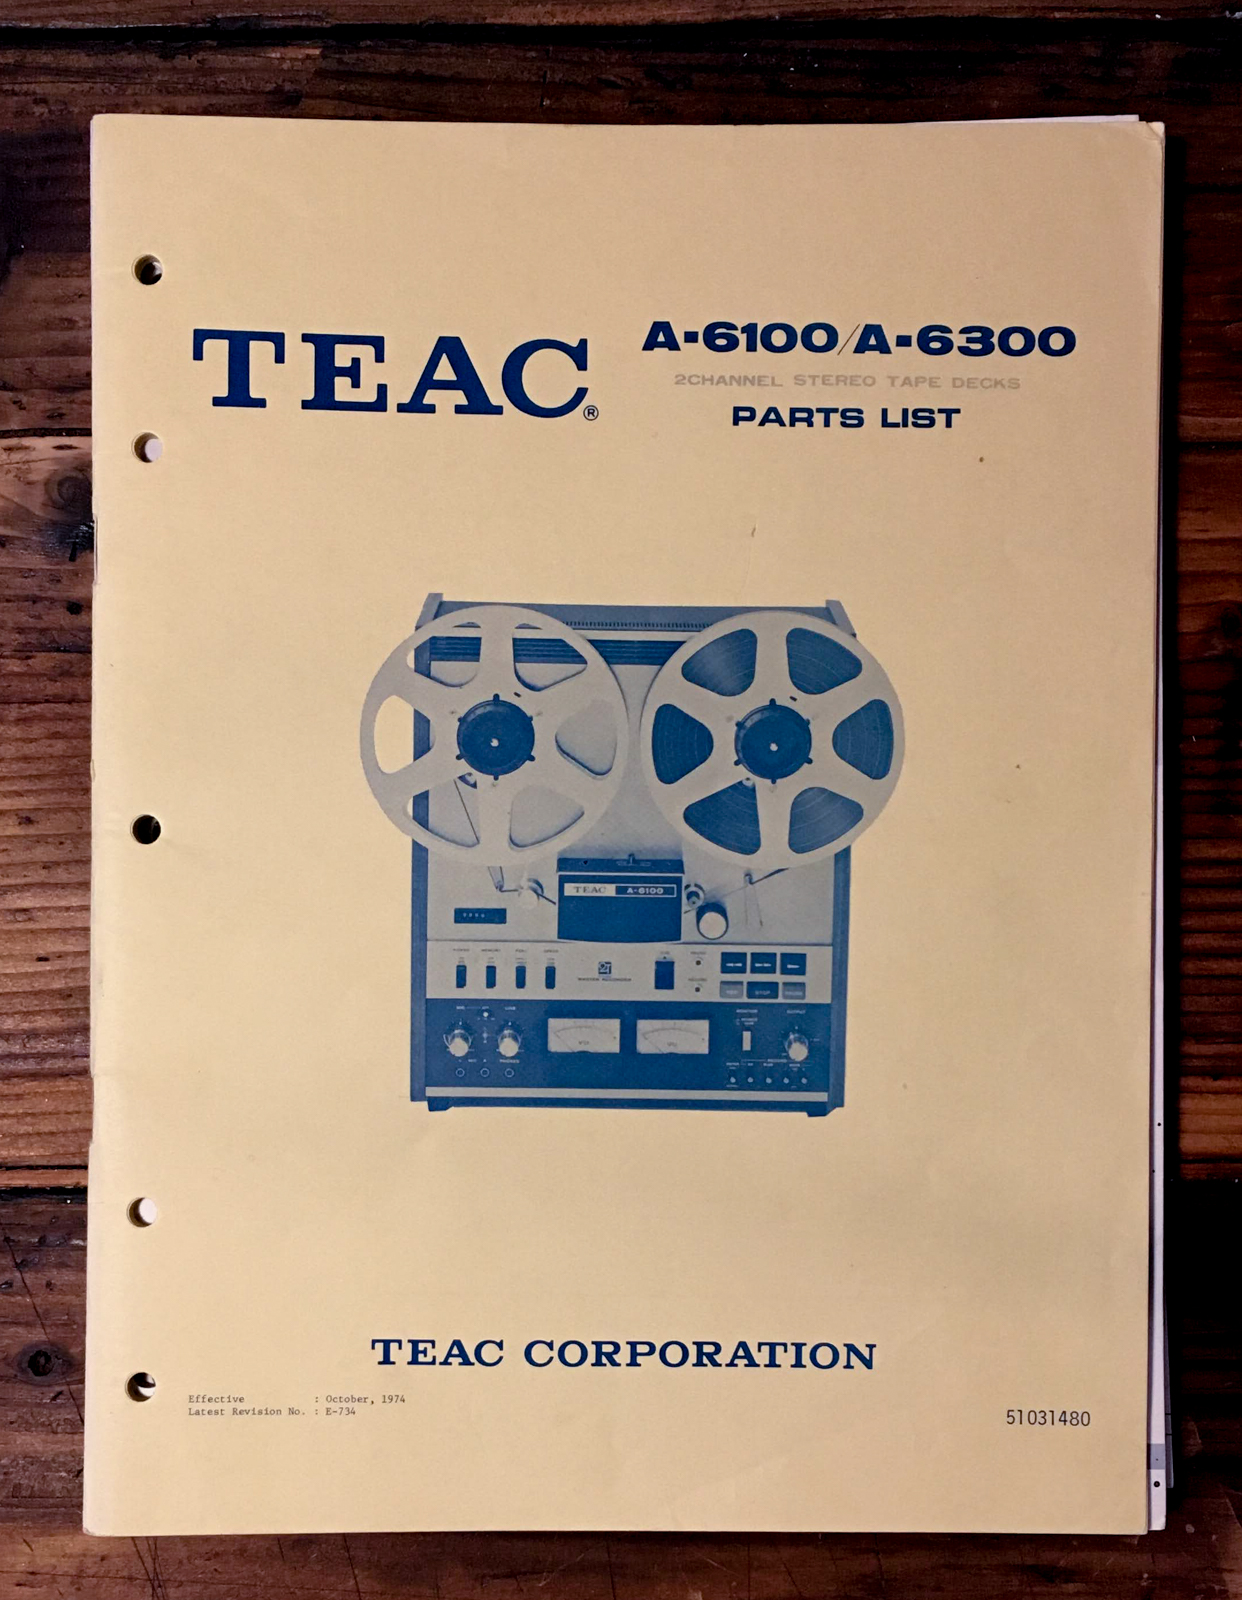 TEAC®
A-6100/A-6300
2CHANNEL STEREO TAPE DECKS
PARTS LIST
TEAC A-6100
STOP
TEAC CORPORATION
Effective : October, 1974
Latest Revision No. : E-734
51031480